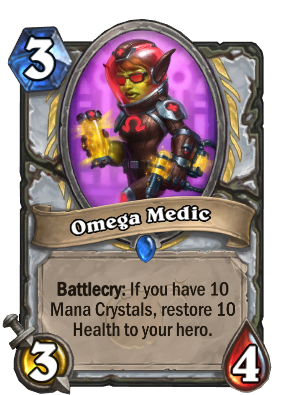 3
Omega Medic
Battlecry: If you have 10
Mana Crystals, restore 10
Health to your hero.
3
4